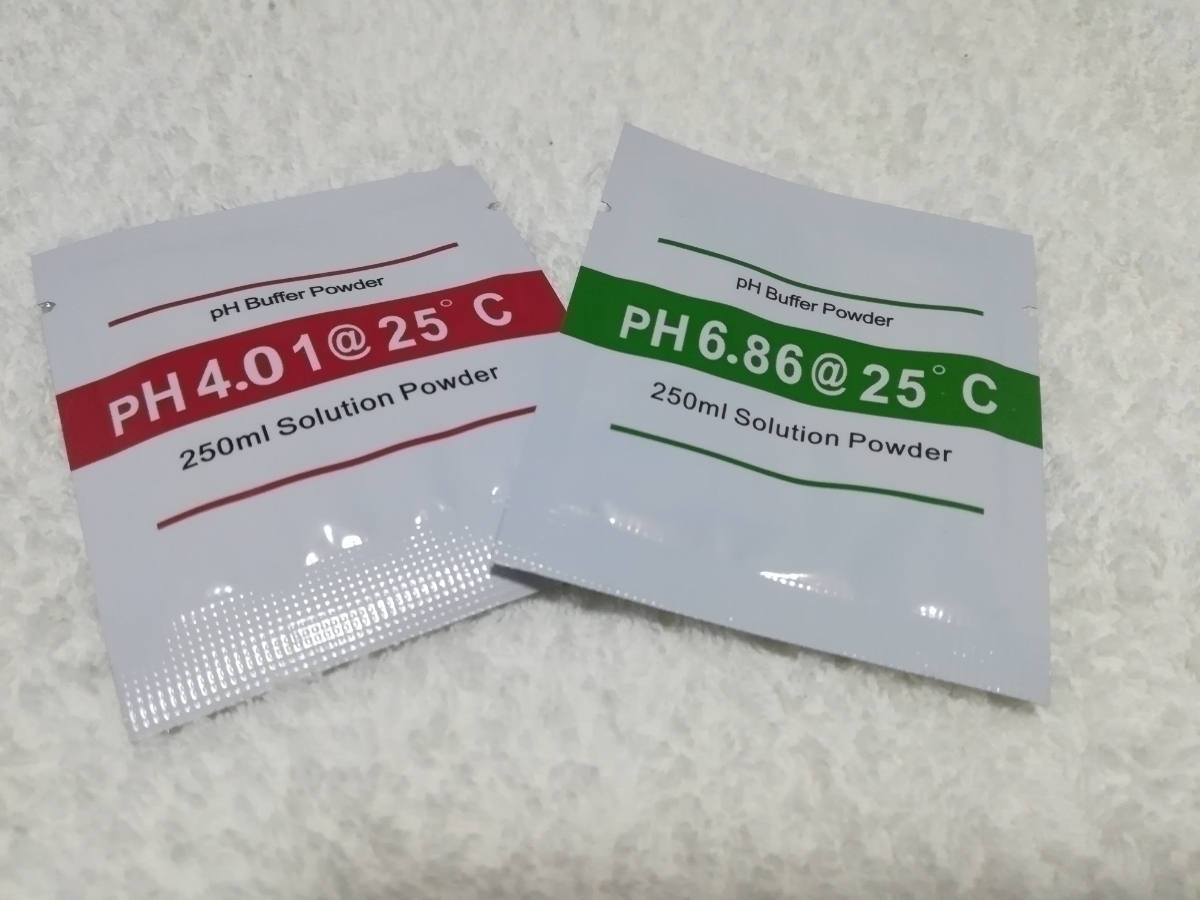 pH Buffer Powder
pH 4.01@ 25° C
250ml Solution Powder
pH Buffer Powder
PH 6.86@ 25° C
250ml Solution Powder